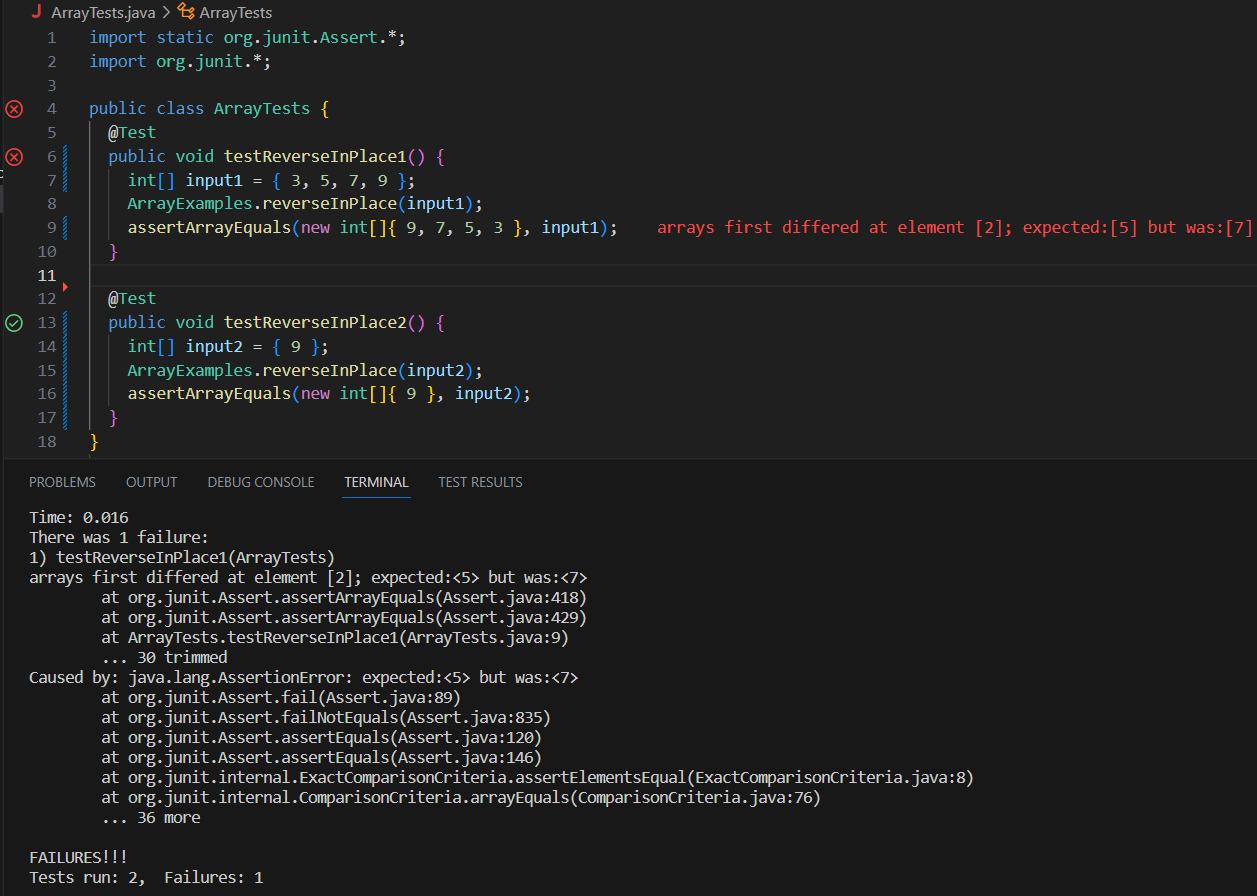 ArrayTests.java > ArrayTests
1 import static org.junit.Assert.*;
2 import org.junit.*;
3
4 public class ArrayTests {
5 @Test
6 public void testReverseInPlace1() {
7 int[] input1 = { 3, 5, 7, 9 };
8 ArrayExamples.reverseInPlace(input1);
9 assertArrayEquals(new int[]{ 9, 7, 5, 3 }, input1); arrays first differed at element [2]; expected:[5] but was:[7]
10 }
11
12 @Test
13 public void testReverseInPlace2() {
14 int[] input2 = { 9 };
15 ArrayExamples.reverseInPlace(input2);
16 assertArrayEquals(new int[]{ 9 }, input2);
17 }
18 }
PROBLEMS OUTPUT DEBUG CONSOLE TERMINAL TEST RESULTS
Time: 0.016
There was 1 failure:
1) testReverseInPlace1(ArrayTests)
arrays first differed at element [2]; expected:<5> but was:<7>
at org.junit.Assert.assertArrayEquals(Assert.java:418)
at org.junit.Assert.assertArrayEquals(Assert.java:429)
at ArrayTests.testReverseInPlace1(ArrayTests.java:9)
... 30 trimmed
Caused by: java.lang.AssertionError: expected:<5> but was:<7>
at org.junit.Assert.fail(Assert.java:89)
at org.junit.Assert.failNotEquals(Assert.java:835)
at org.junit.Assert.assertEquals(Assert.java:120)
at org.junit.Assert.assertEquals(Assert.java:146)
at org.junit.internal.ExactComparisonCriteria.assertElementsEqual(ExactComparisonCriteria.java:8)
at org.junit.internal.ComparisonCriteria.arrayEquals(ComparisonCriteria.java:76)
... 36 more
FAILURES!!!
Tests run: 2,  Failures: 1